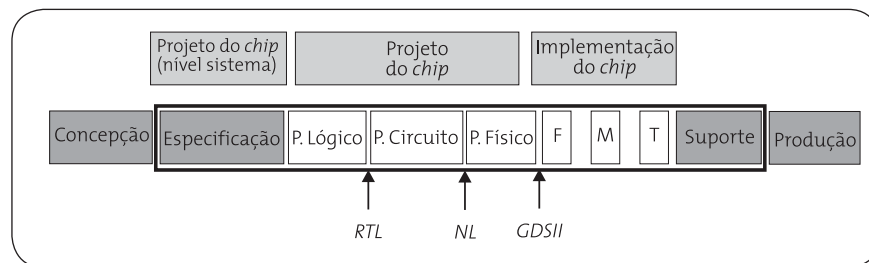 Projeto do chip
(nível sistema)
Projeto
do chip
Implementação
do chip
Concepção
Especificação
P. Lógico
P. Circuito
P. Físico
F
M
T
Suporte
Produção
RTL
NL
GDSII